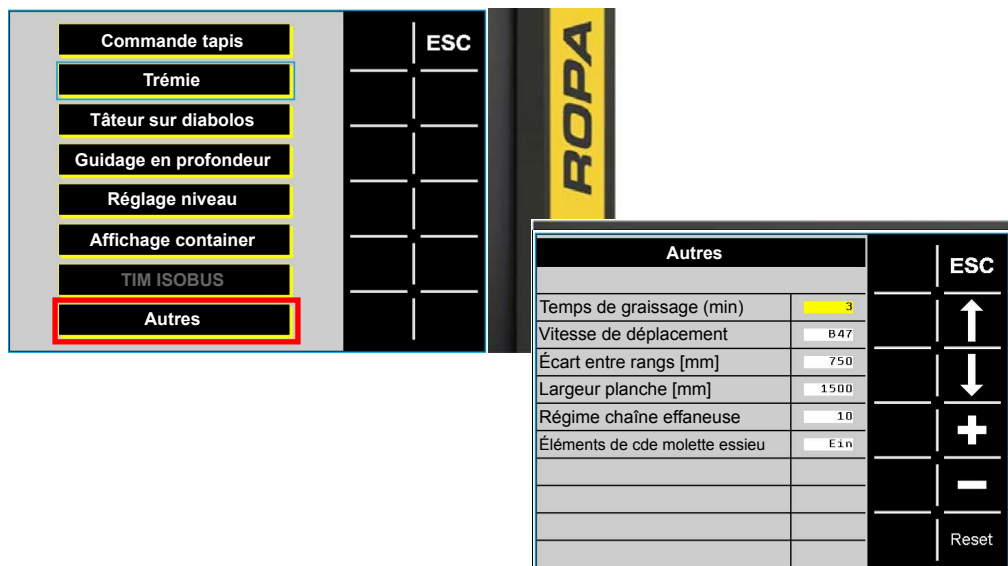 Commande tapis
Trémie
Tâteur sur diabolos
Guidage en profondeur
Réglage niveau
Affichage container
TIM ISOBUS
Autres
ESC
ROPA
Autres
Temps de graissage (min) 3
Vitesse de déplacement B47
Écart entre rangs [mm] 750
Largeur planche [mm] 1500
Régime chaîne effaneuse 10
Éléments de cde molette essieu Ein
ESC
Reset